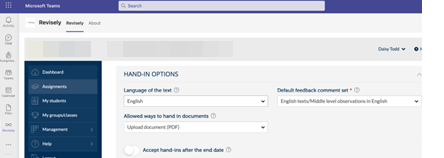 Microsoft Teams
Search
Revisely Revisely About
Activity
Chat
Daisy Todd
Assignments
Teams
Calendar
Files
Revisely
Dashboard
Assignments
My students
My groups/classes
Management
Help
HAND-IN OPTIONS
Language of the text
Default feedback comment set *
English
English texts/Middle level observations in English
Allowed ways to hand in documents
Upload document (PDF)
Accept hand-ins after the end date